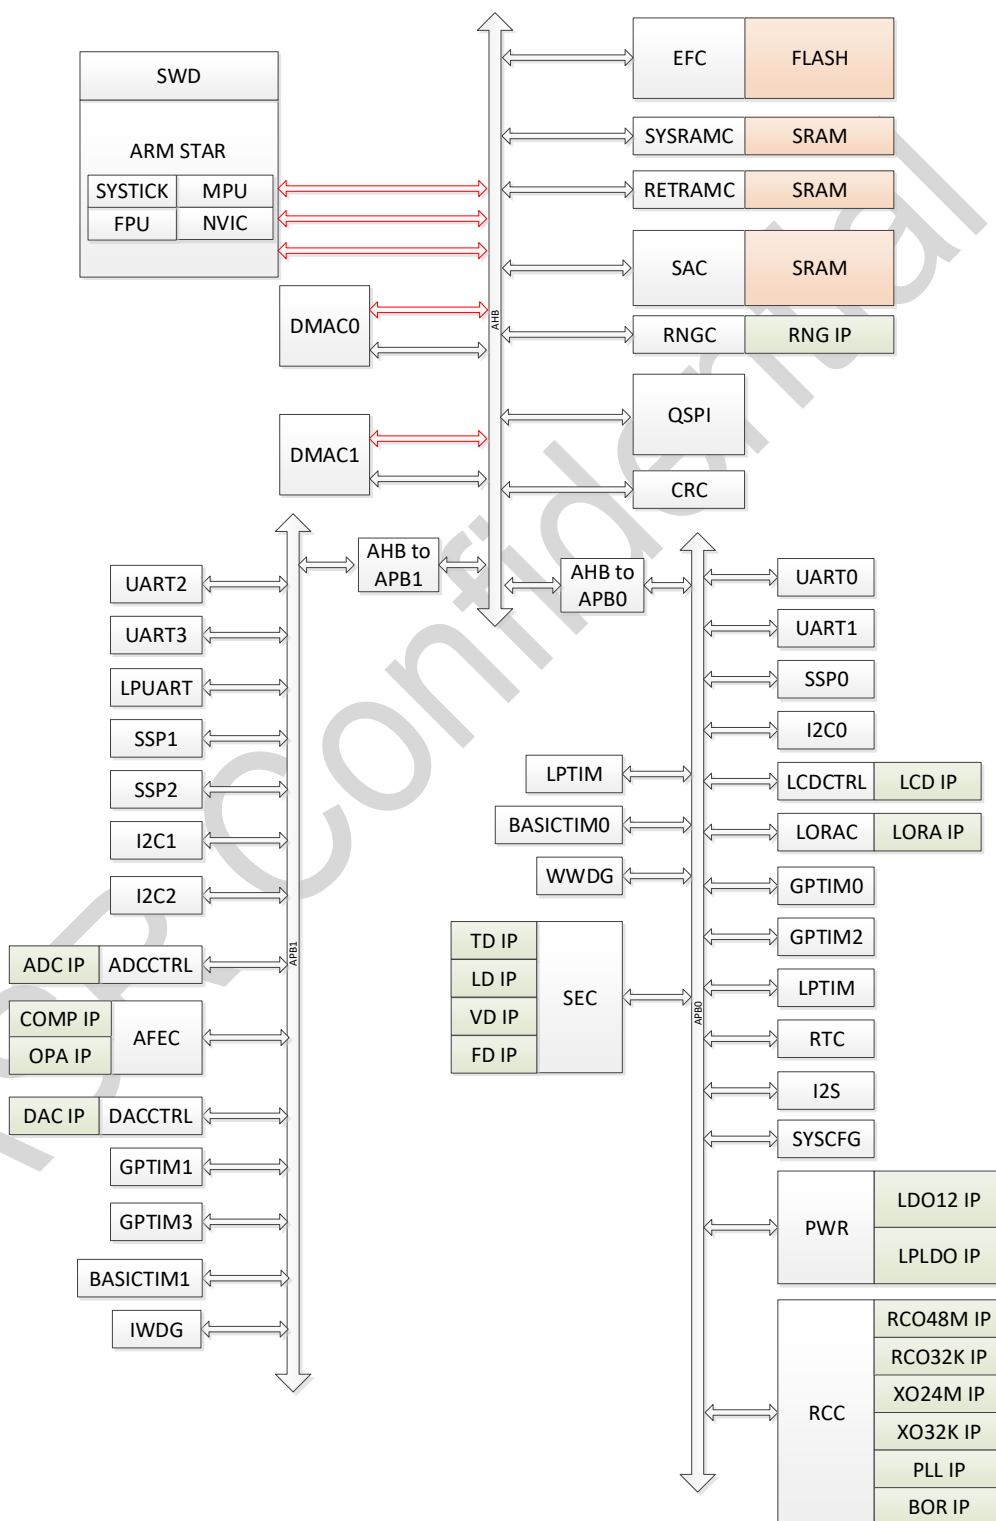 SWD
ARM STAR
SYSTICK MPU
FPU NVIC
DMAC0
DMAC1
AHB
EFC FLASH
SYSRAMC SRAM
RETRAMC SRAM
SAC SRAM
RNGC RNG IP
QSPI
CRC
AHB to
APB1
AHB to
APB0
UART2
UART3
LPUART
SSP1
SSP2
I2C1
I2C2
ADC IP ADCCTRL
COMP IP
OPA IP
AFEC
DAC IP DACCTRL
GPTIM1
GPTIM3
BASICTIM1
IWDG
APB1
LPTIM
BASICTIM0
WWDG
TD IP
LD IP
VD IP
FD IP
SEC
APB0
UART0
UART1
SSP0
I2C0
LCDCTRL LCD IP
LORAC LORA IP
GPTIM0
GPTIM2
LPTIM
RTC
I2S
SYSCFG
PWR
LDO12 IP
LPLDO IP
RCC
RCO48M IP
RCO32K IP
XO24M IP
XO32K IP
PLL IP
BOR IP
Confidential